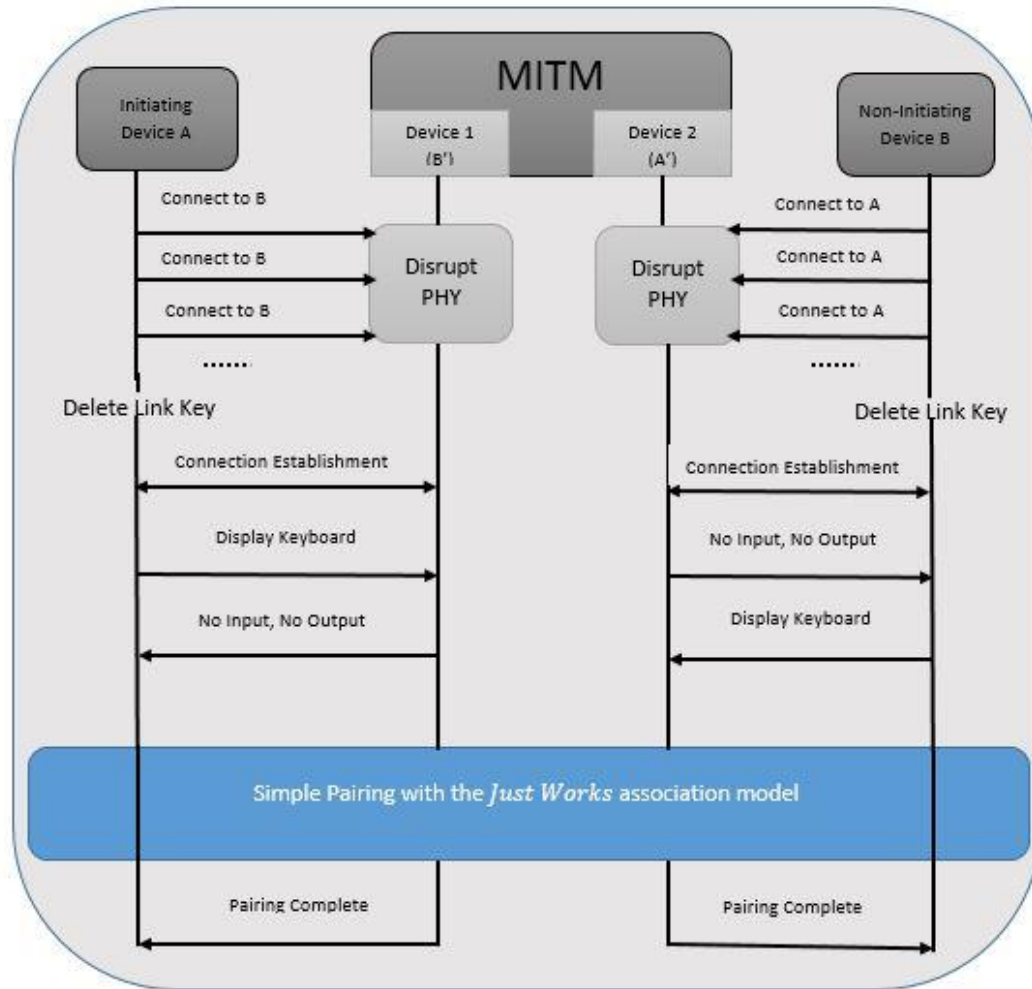 MITM
Initiating
Device A
Device 1
(B')
Device 2
(A')
Non-Initiating
Device B
Connect to B
Connect to A
Disrupt
PHY
Disrupt
PHY
Connect to B
Connect to A
Connect to B
Connect to A
......
......
Delete Link Key
Delete Link Key
Connection Establishment
Connection Establishment
Display Keyboard
No Input, No Output
No Input, No Output
Display Keyboard
Simple Pairing with the Just Works association model
Pairing Complete
Pairing Complete